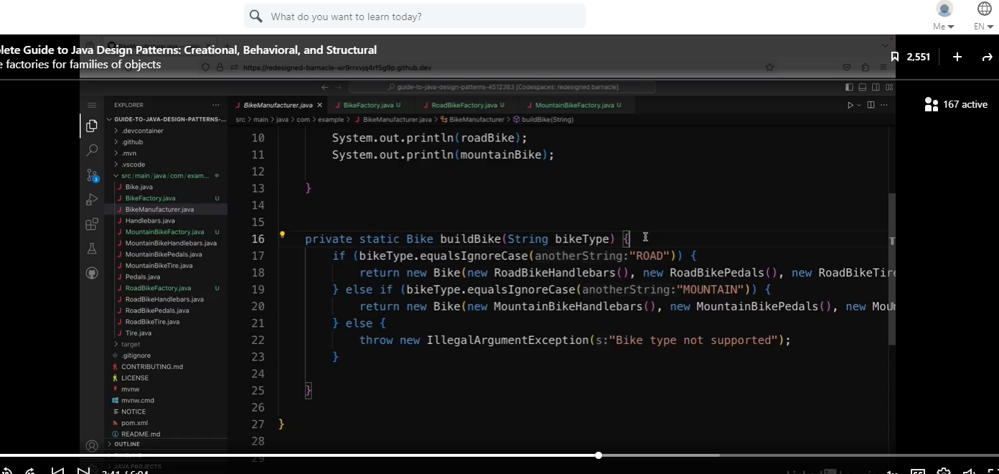 What do you want to learn today?
Me
EN
lete Guide to Java Design Patterns: Creational, Behavioral, and Structural
e factories for families of objects
2,551
167 active
https://redesigned-barnacle-wr9rrxvjq4rf5g9p.github.dev
guide-to-java-design-patterns-4512383 [Codespaces: redesigned barnacle]
EXPLORER
GUIDE-TO-JAVA-DESIGN-PATTERNS-...
.devcontainer
.github
.mvn
.vscode
src/main/java/com/exam...
Bike.java
BikeFactory.java U
BikeManufacturer.java
Handlebars.java
MountainBikeFactory.java U
MountainBikeHandlebars.java
MountainBikePedals.java
MountainBikeTire.java
Pedals.java
RoadBikeFactory.java U
RoadBikeHandlebars.java
RoadBikePedals.java
RoadBikeTire.java
Tire.java
target
.gitignore
CONTRIBUTING.md
LICENSE
mvnw
mvnw.cmd
NOTICE
pom.xml
README.md
OUTLINE
TIMELINE
JAVA PROJECTS
3
BikeManufacturer.java
BikeFactory.java U
RoadBikeFactory.java U
MountainBikeFactory.java U
src > main > java > com > example > BikeManufacturer.java > BikeManufacturer > buildBike(String)
10 System.out.println(roadBike);
11 System.out.println(mountainBike);
12
13 }
14
15
16 private static Bike buildBike(String bikeType) {
17 if (bikeType.equalsIgnoreCase(anotherString:"ROAD")) {
18 return new Bike(new RoadBikeHandlebars(), new RoadBikePedals(), new RoadBikeTire
19 } else if (bikeType.equalsIgnoreCase(anotherString:"MOUNTAIN")) {
20 return new Bike(new MountainBikeHandlebars(), new MountainBikePedals(), new Mou
21 } else {
22 throw new IllegalArgumentException(s:"Bike type not supported");
23 }
24
25 }
26
27 }
28
29
3:41 / 6:04
1x
CC